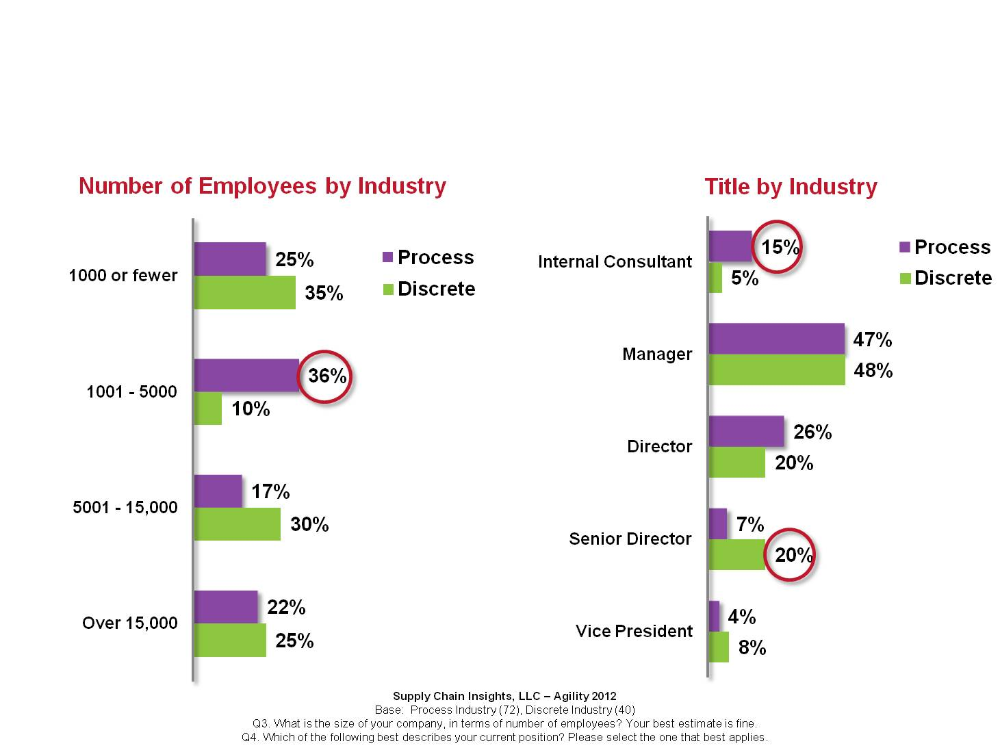 Number of Employees by Industry
1000 or fewer
25%
35%
1001 - 5000
36%
10%
5001 - 15,000
17%
30%
Over 15,000
22%
25%
Process
Discrete
Title by Industry
Internal Consultant
15%
5%
Manager
47%
48%
Director
26%
20%
Senior Director
7%
20%
Vice President
4%
8%
Process
Discrete
Supply Chain Insights, LLC – Agility 2012
Base:  Process Industry (72), Discrete Industry (40)
Q3. What is the size of your company, in terms of number of employees? Your best estimate is fine.
Q4. Which of the following best describes your current position? Please select the one that best applies.